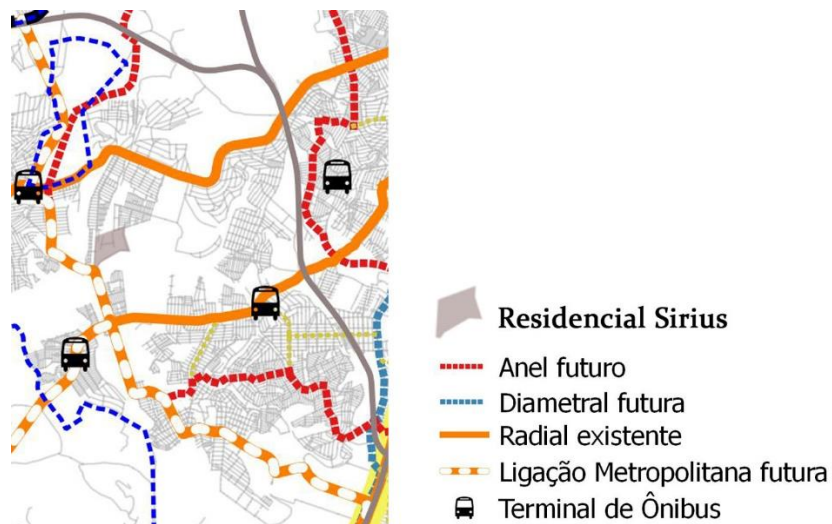 Residencial Sirius
Anel futuro
Diametral futura
Radial existente
Ligação Metropolitana futura
Terminal de Ônibus